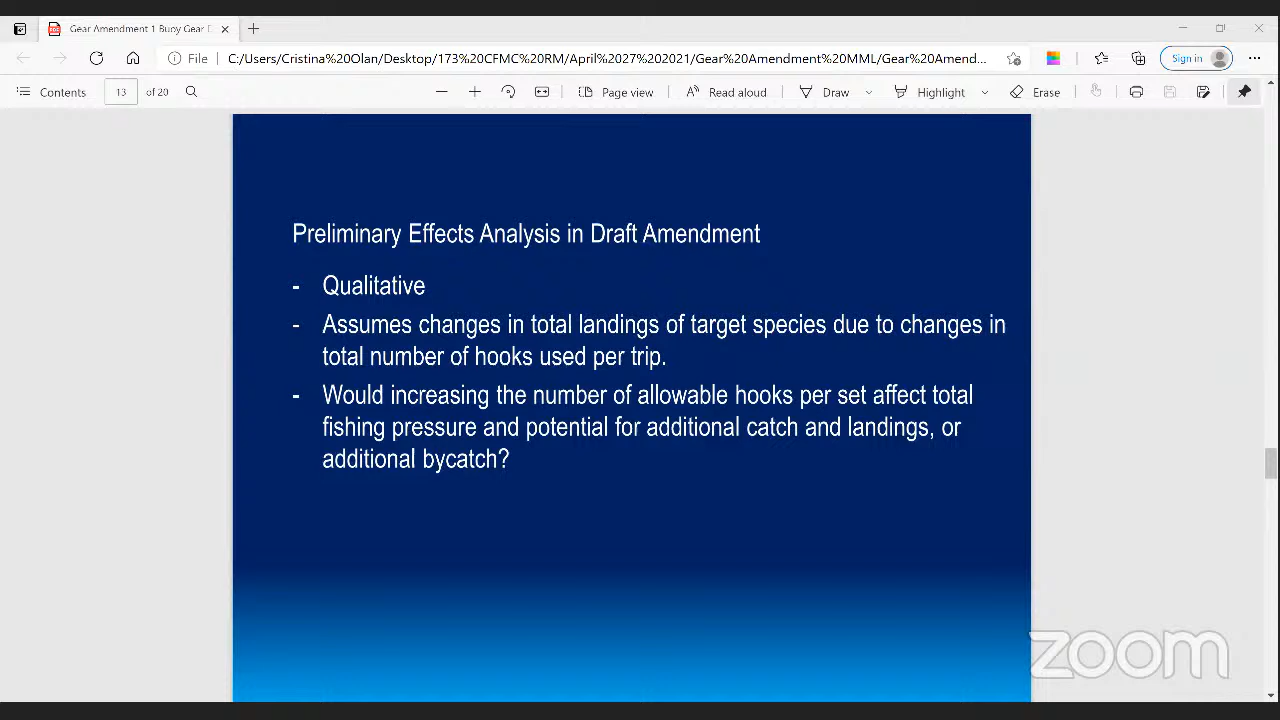 Gear Amendment 1 Buoy Gear
File C:/Users/Cristina%20Olan/Desktop/173%20CFMC%20RM/April%207%202021/Gear%20Amendment%20MML/Gear%20Amend...
Sign in
Contents 13 of 20 Page view Read aloud Draw Highlight Erase
Preliminary Effects Analysis in Draft Amendment
- Qualitative
- Assumes changes in total landings of target species due to changes in
total number of hooks used per trip.
- Would increasing the number of allowable hooks per set affect total
fishing pressure and potential for additional catch and landings, or
additional bycatch?
zoom